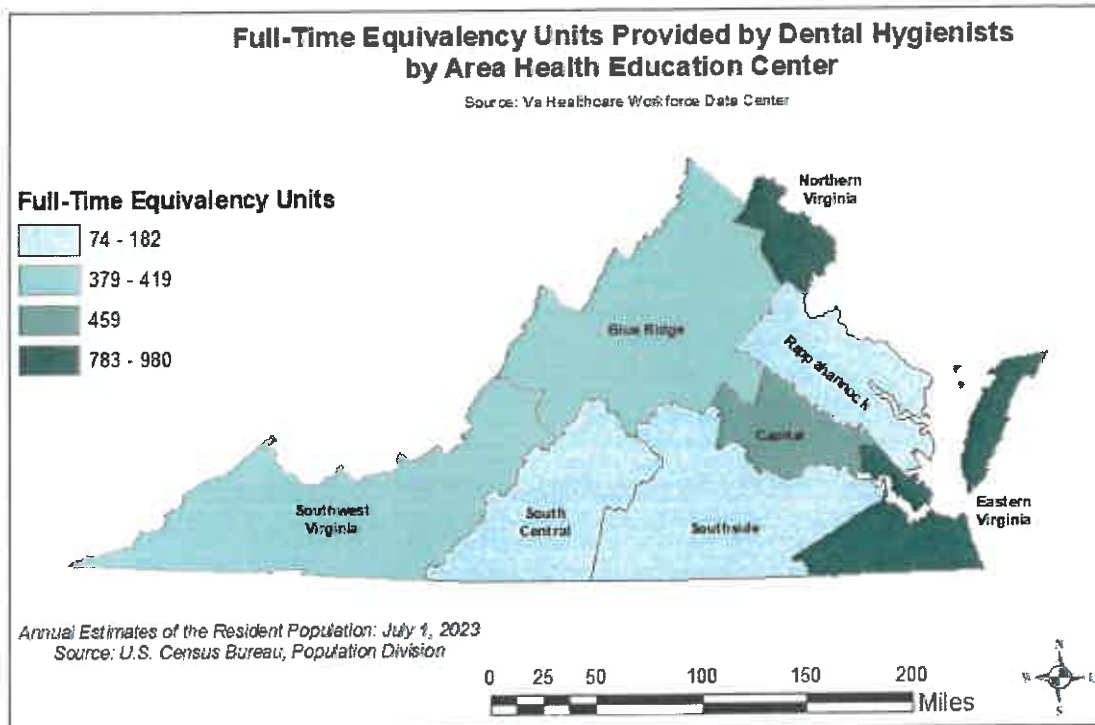 Full-Time Equivalency Units Provided by Dental Hygienists
by Area Health Education Center
Source: Va Healthcare Workforce Data Center
Full-Time Equivalency Units
74 - 182
379 - 419
459
783 - 980
Northern
Virginia
Blue Ridge
Rappahannock
Capital
Southwest
Virginia
South
Central
Southside
Eastern
Virginia
Annual Estimates of the Resident Population: July 1, 2023
Source: U.S. Census Bureau, Population Division
0 25 50 100 150 200
Miles
N
W
S